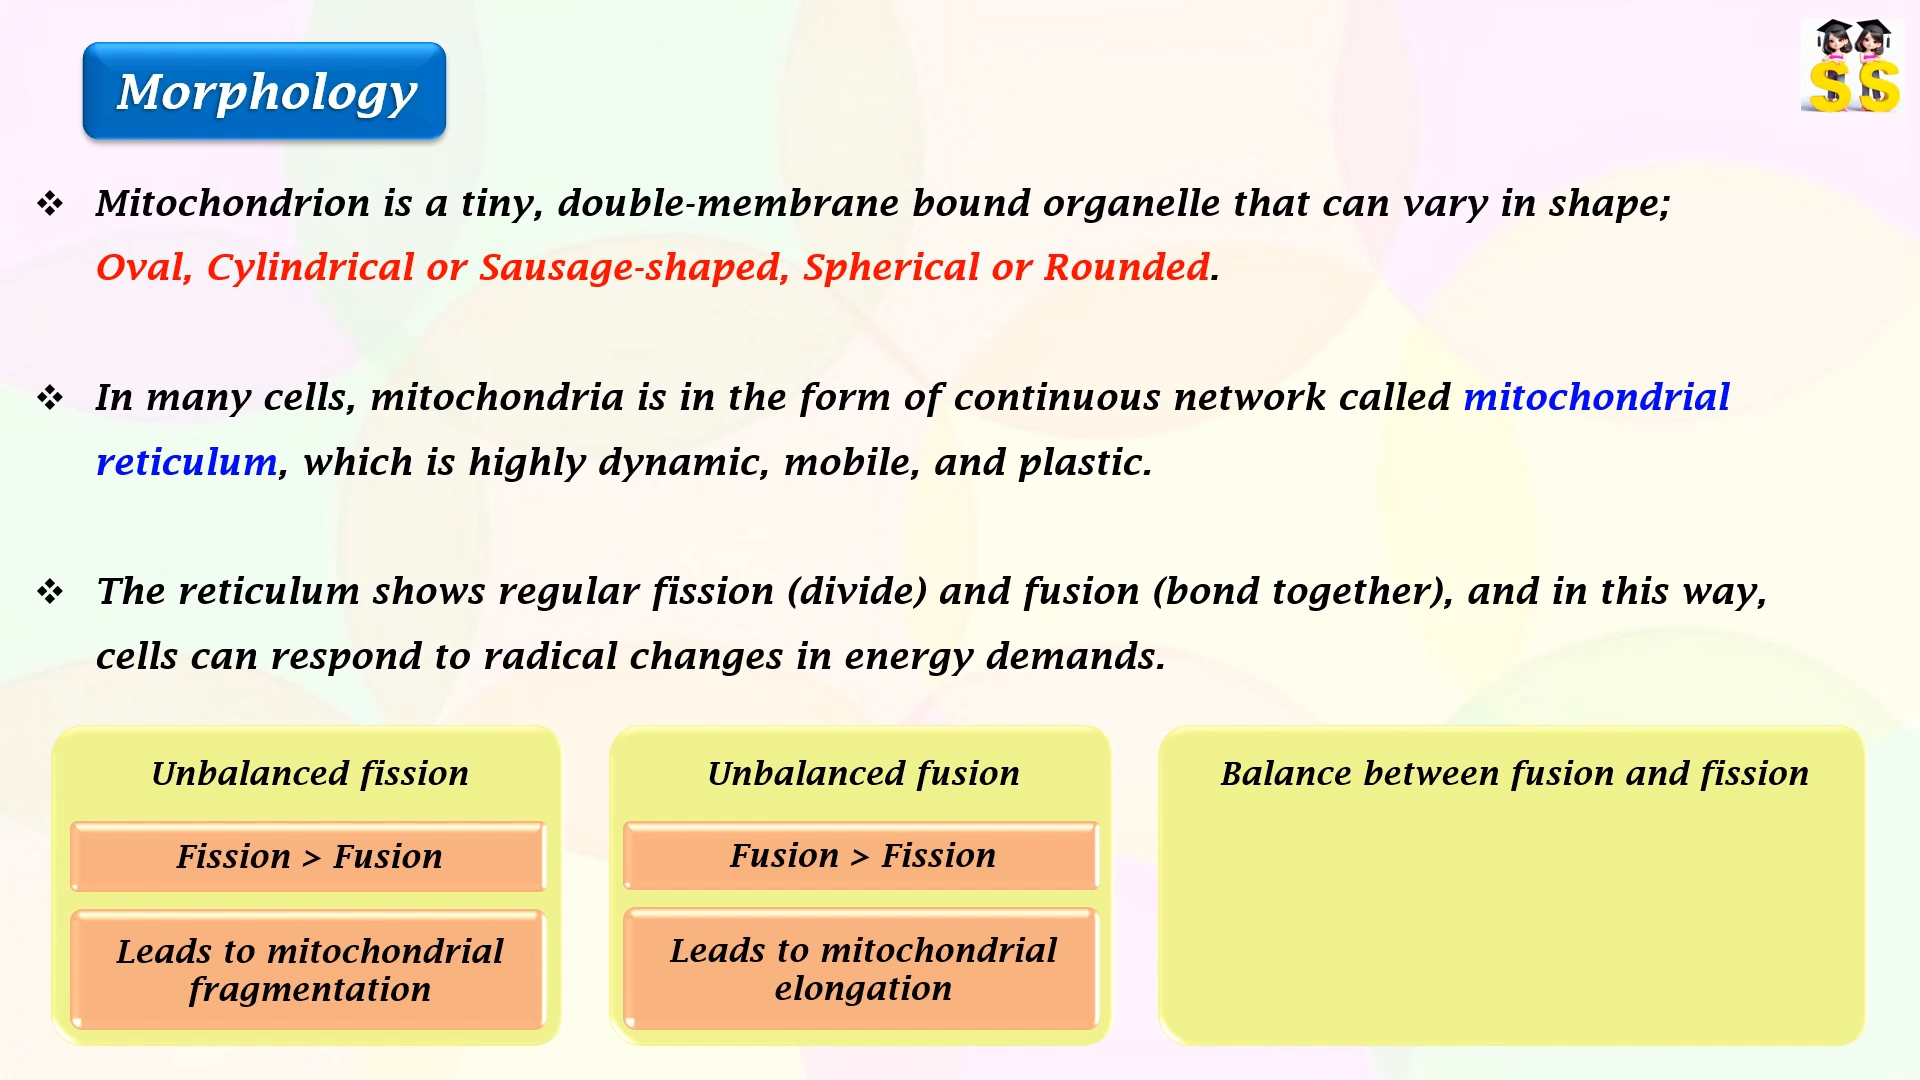 Morphology
SS
❖ Mitochondrion is a tiny, double-membrane bound organelle that can vary in shape;
Oval, Cylindrical or Sausage-shaped, Spherical or Rounded.
❖ In many cells, mitochondria is in the form of continuous network called mitochondrial
reticulum, which is highly dynamic, mobile, and plastic.
❖ The reticulum shows regular fission (divide) and fusion (bond together), and in this way,
cells can respond to radical changes in energy demands.
Unbalanced fission
Fission > Fusion
Leads to mitochondrial
fragmentation
Unbalanced fusion
Fusion > Fission
Leads to mitochondrial
elongation
Balance between fusion and fission